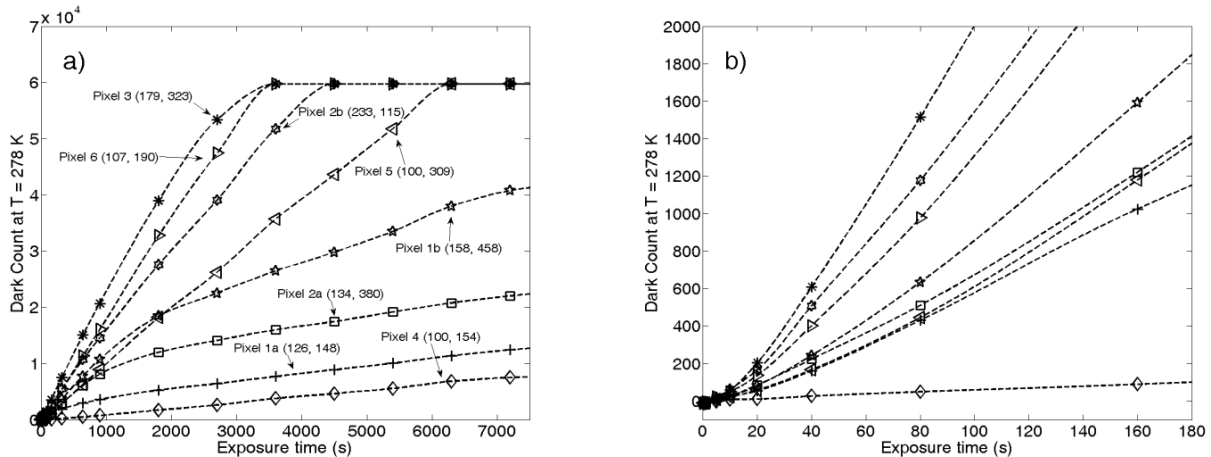 7 × 10⁴
a)
Dark Count at T = 278 K
6
5
4
3
2
1
0
Pixel 3 (179, 323)
Pixel 2b (233, 115)
Pixel 6 (107, 190)
Pixel 5 (100, 309)
Pixel 1b (158, 458)
Pixel 2a (134, 380)
Pixel 4 (100, 154)
Pixel 1a (126, 148)
0 1000 2000 3000 4000 5000 6000 7000
Exposure time (s)
b)
Dark Count at T = 278 K
2000
1800
1600
1400
1200
1000
800
600
400
200
0
0 20 40 60 80 100 120 140 160 180
Exposure time (s)